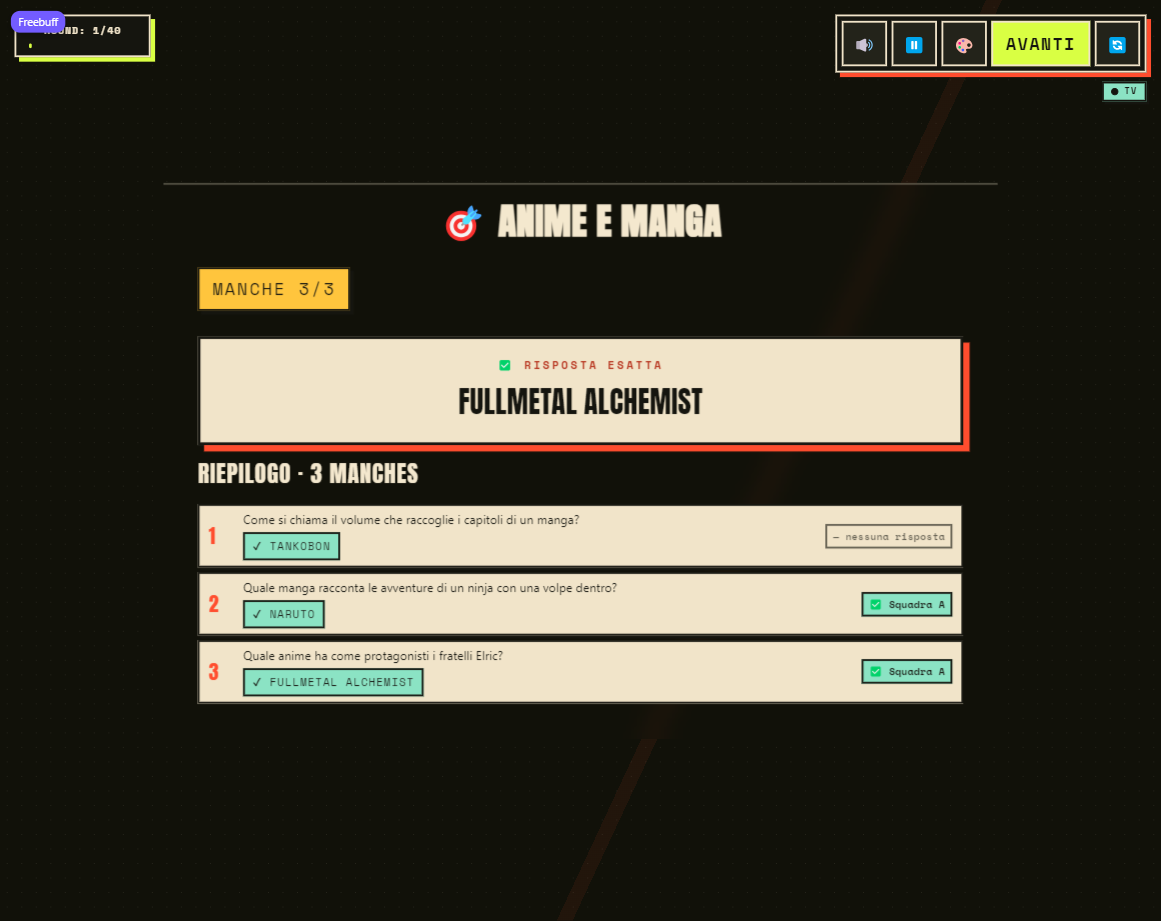 Freebuff
ROUND: 1/40
AVANTI
TV
ANIME E MANGA
MANCHE 3/3
RISPOSTA ESATTA
FULLMETAL ALCHEMIST
RIEPILOGO · 3 MANCHES
1
Come si chiama il volume che raccoglie i capitoli di un manga?
✓ TANKOBON
— nessuna risposta
2
Quale manga racconta le avventure di un ninja con una volpe dentro?
✓ NARUTO
Squadra A
3
Quale anime ha come protagonisti i fratelli Elric?
✓ FULLMETAL ALCHEMIST
Squadra A